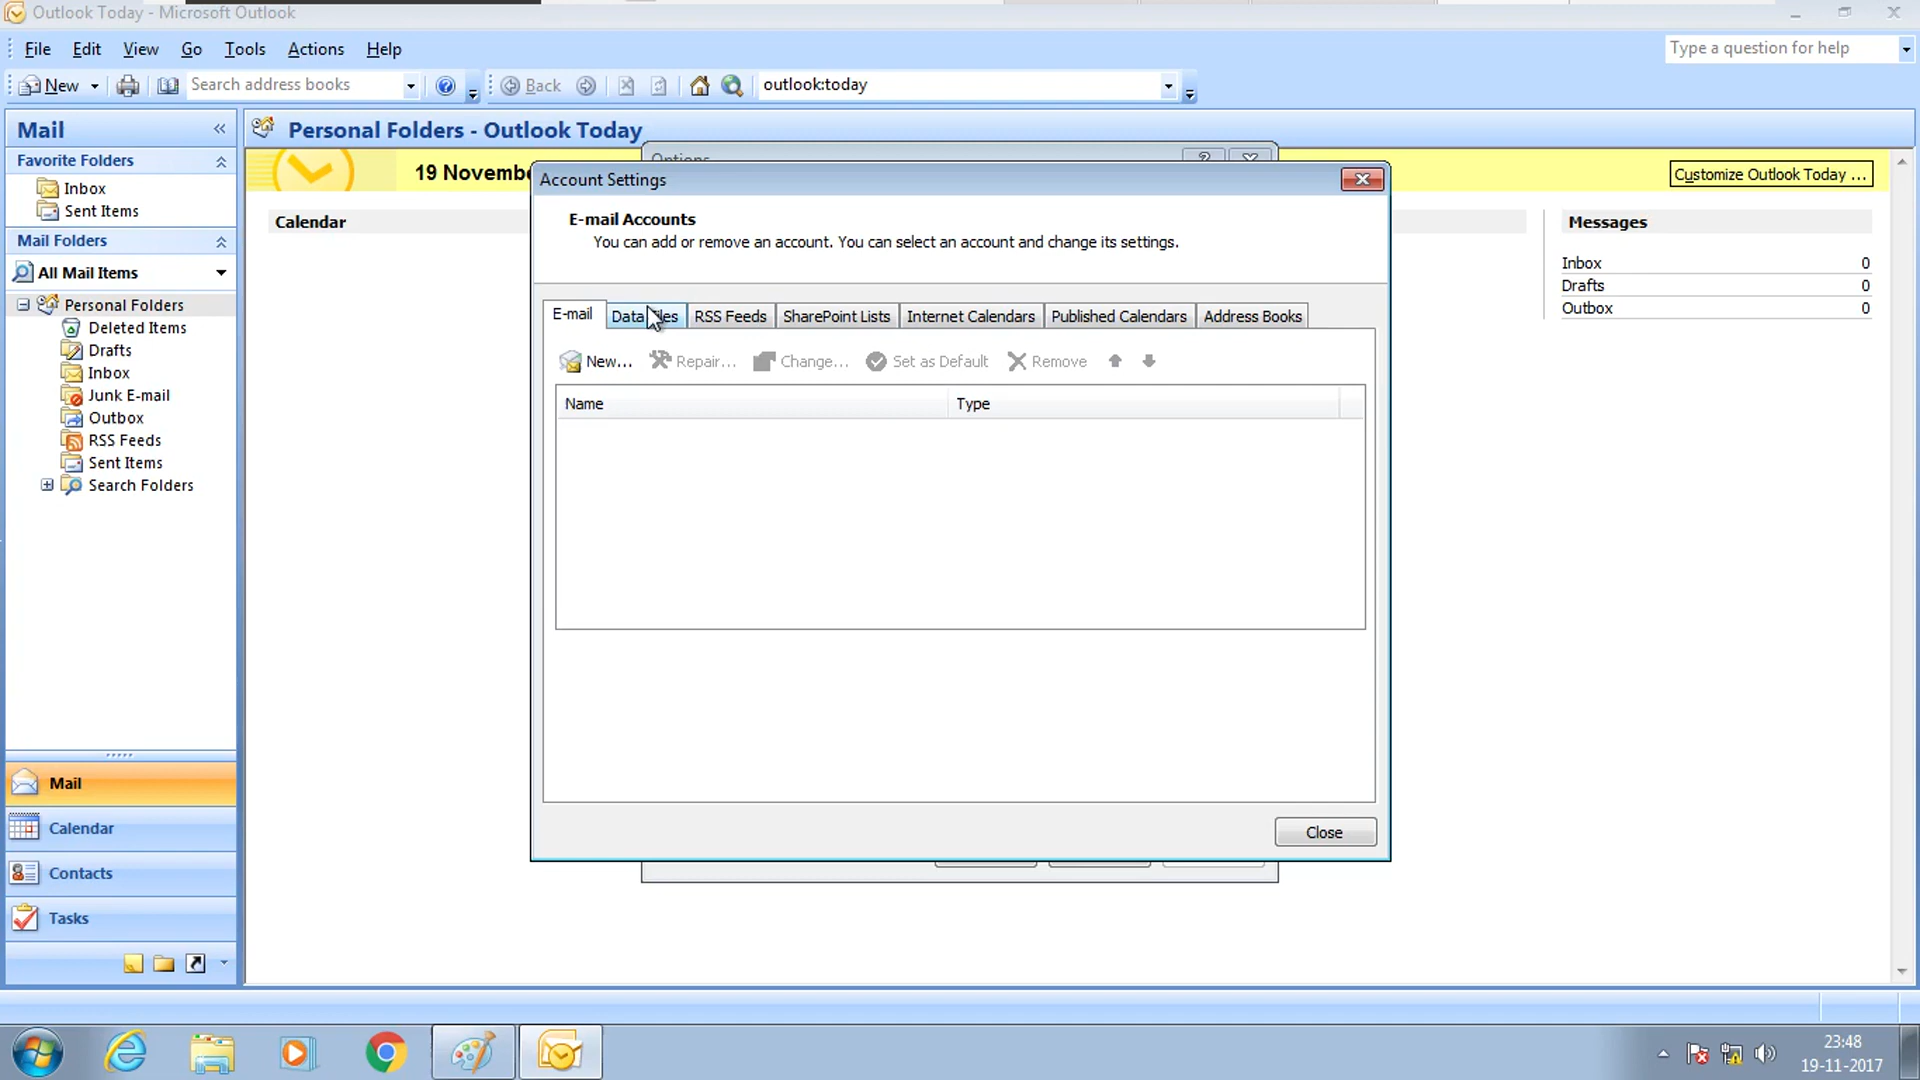 Outlook Today - Microsoft Outlook
File Edit View Go Tools Actions Help
Type a question for help
New Search address books Back outlook:today
Mail
Personal Folders - Outlook Today
Favorite Folders
Inbox
Sent Items
Mail Folders
All Mail Items
Personal Folders
Deleted Items
Drafts
Inbox
Junk E-mail
Outbox
RSS Feeds
Sent Items
Search Folders
Mail
Calendar
Contacts
Tasks
19 Novembe
Customize Outlook Today ...
Calendar
Messages
Inbox 0
Drafts 0
Outbox 0
Options
Account Settings
E-mail Accounts
You can add or remove an account. You can select an account and change its settings.
E-mail Data Files RSS Feeds SharePoint Lists Internet Calendars Published Calendars Address Books
New... Repair... Change... Set as Default Remove
Name Type
Close
23:48
19-11-2017